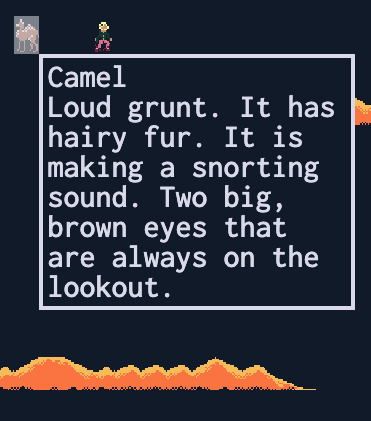 Camel
Loud grunt. It has
hairy fur. It is
making a snorting
sound. Two big,
brown eyes that
are always on the
lookout.